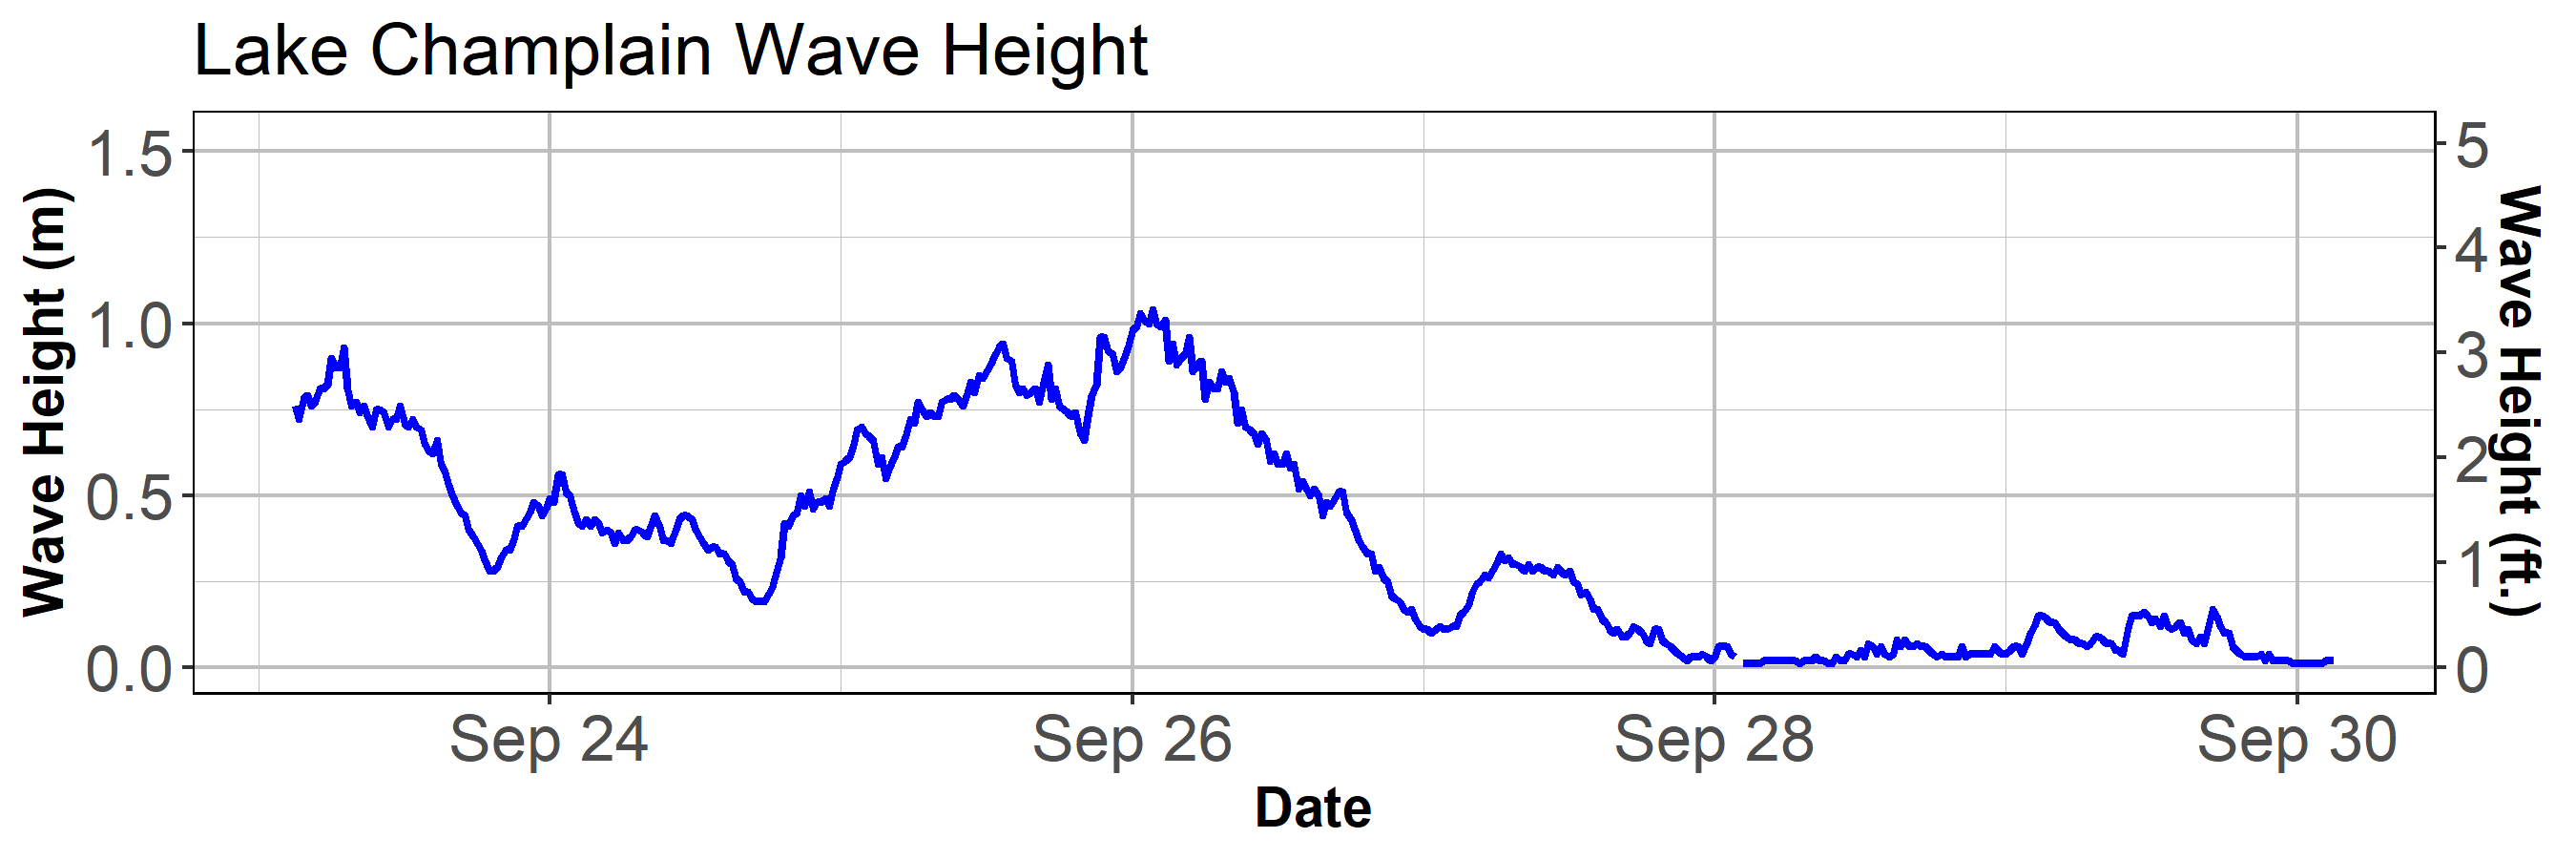 Lake Champlain Wave Height
Wave Height (m)
1.5
1.0
0.5
0.0
5
4
3
2
1
0
Wave Height (ft.)
Sep 24 Sep 26 Sep 28 Sep 30
Date